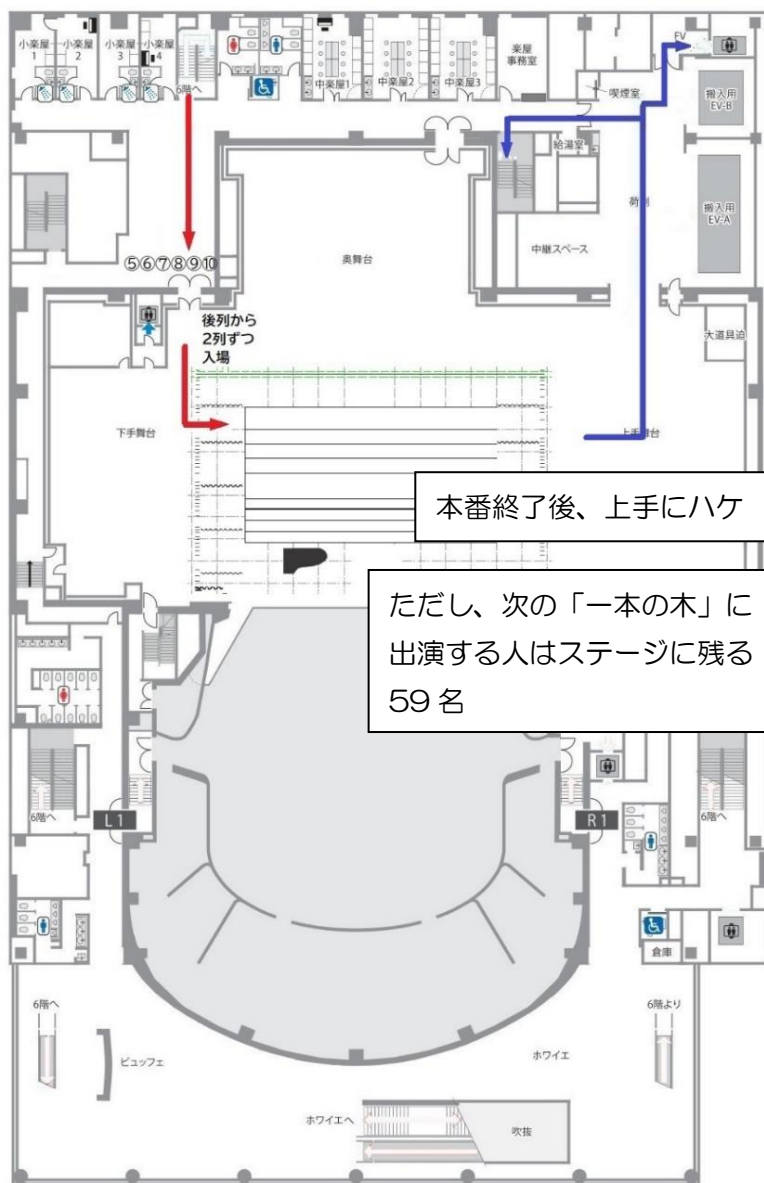 小楽屋
1
小楽屋
2
小楽屋
3
小楽屋
4
6階へ
中楽屋1
中楽屋2
中楽屋3
楽屋
事務室
EV
喫煙室
搬入用
EV-B
給湯室
搬入用
EV-A
中継スペース
奥舞台
⑤⑥⑦⑧⑨⑩
後列から
2列ずつ
入場
大道具迫
下手舞台
上手舞台
本番終了後、上手にハケ
ただし、次の「一本の木」に
出演する人はステージに残る
59名
6階へ
L1
R1
6階へ
倉庫
6階へ
6階より
ビュッフェ
ホワイエ
ホワイエへ
吹抜